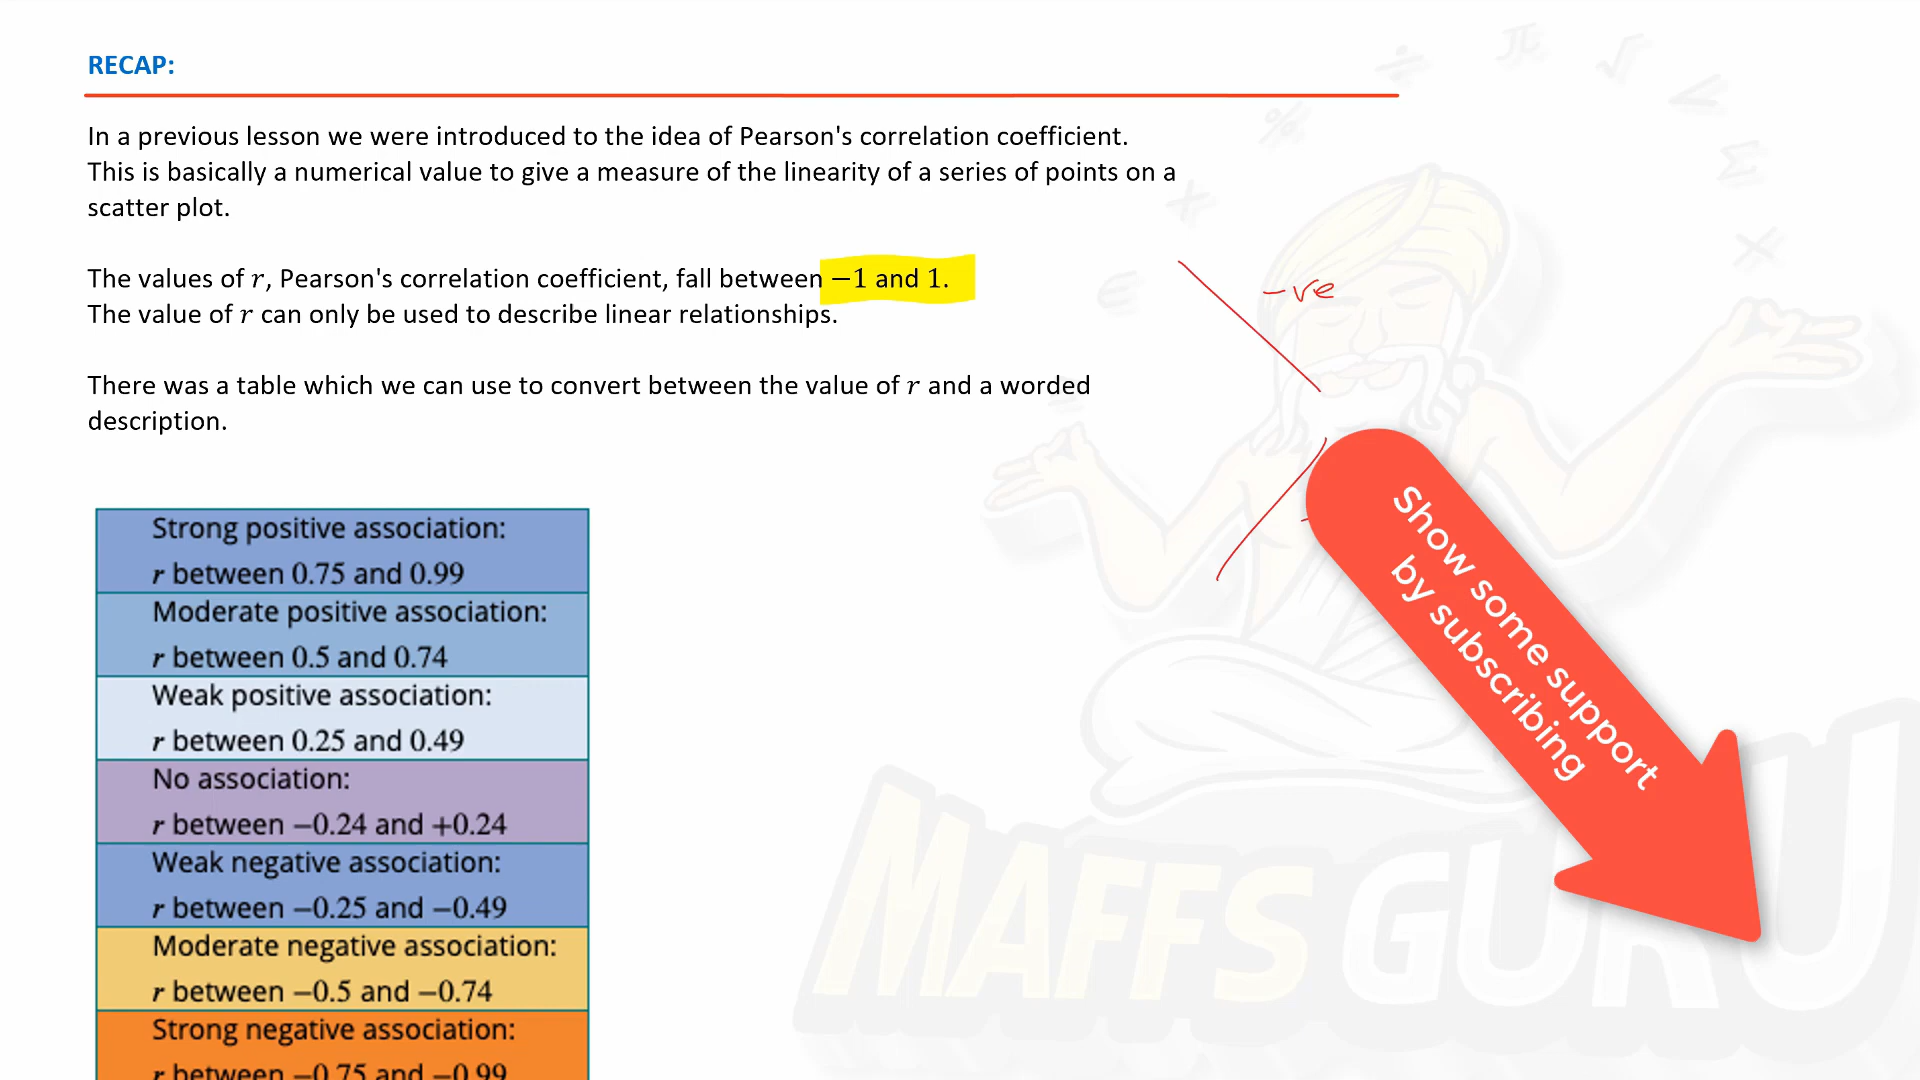 RECAP:
In a previous lesson we were introduced to the idea of Pearson's correlation coefficient.
This is basically a numerical value to give a measure of the linearity of a series of points on a
scatter plot.
The values of r, Pearson's correlation coefficient, fall between −1 and 1.
The value of r can only be used to describe linear relationships.
There was a table which we can use to convert between the value of r and a worded
description.
Strong positive association:
r between 0.75 and 0.99
Moderate positive association:
r between 0.5 and 0.74
Weak positive association:
r between 0.25 and 0.49
No association:
r between −0.24 and +0.24
Weak negative association:
r between −0.25 and −0.49
Moderate negative association:
r between −0.5 and −0.74
Strong negative association:
r between −0.75 and −0.99
-ve
Show some support
by subscribing
MAFFS GURU
÷ π √ < % Σ × × €